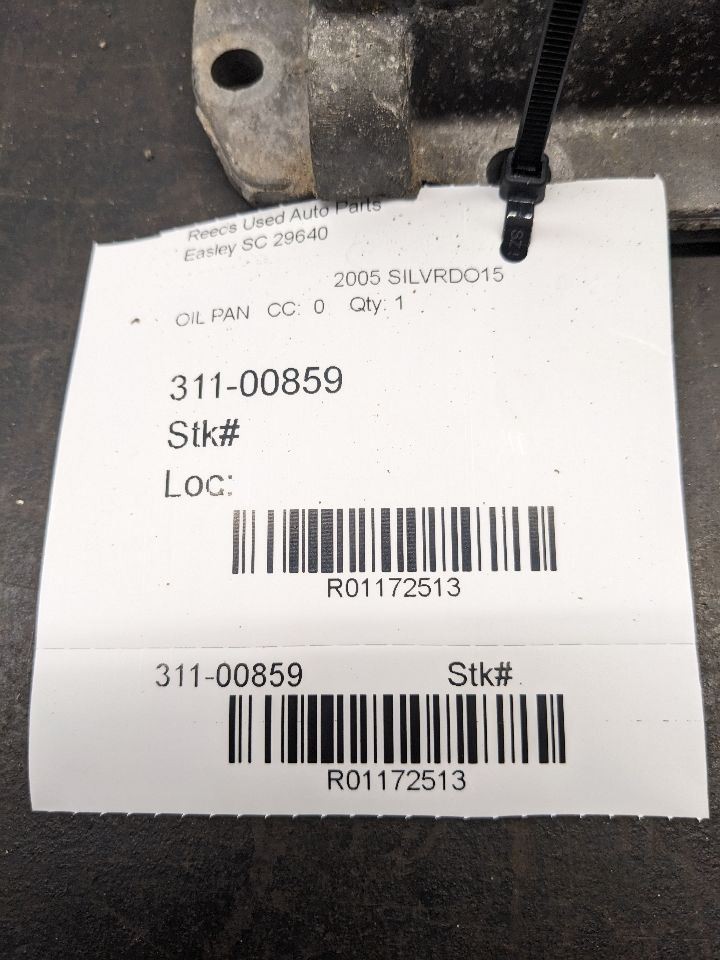 Reece Used Auto Parts
Easley SC 29640
2005 SILVRDO15
OIL PAN CC: 0 Qty: 1
311-00859
Stk#
Loc:
R01172513
311-00859 Stk#
R01172513